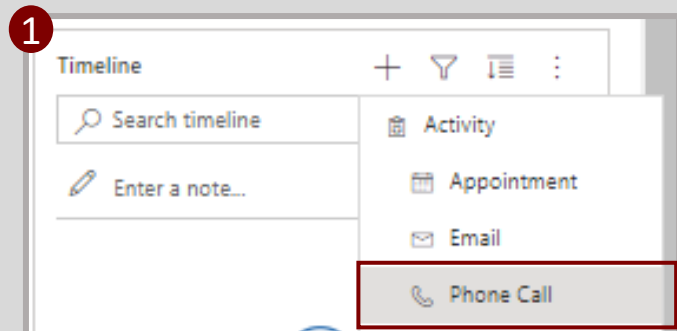 1
Timeline
Search timeline
Enter a note...
Activity
Appointment
Email
Phone Call